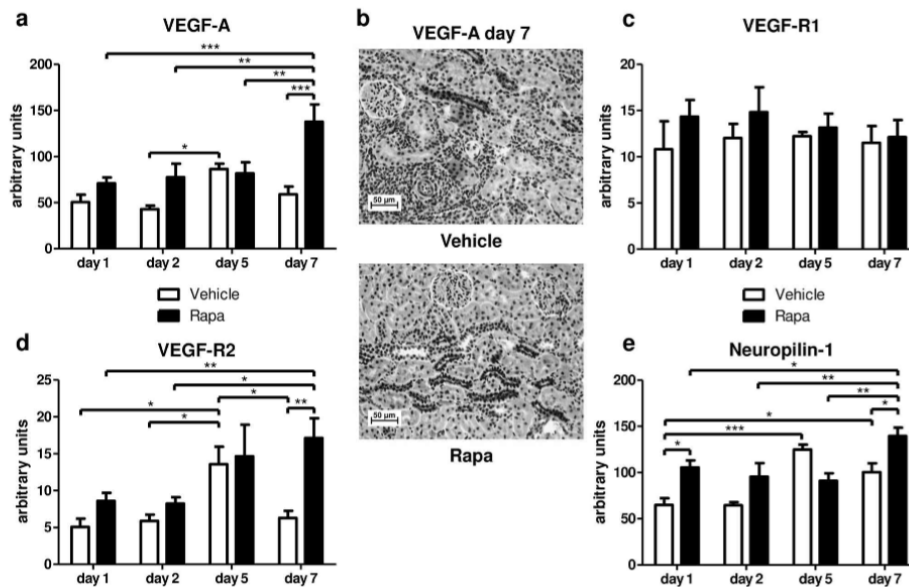 a
VEGF-A
200
150
100
50
0
arbitrary units
***
**
**
***
*
day 1
day 2
day 5
day 7
Vehicle
Rapa
b
VEGF-A day 7
50 µm
Vehicle
50 µm
Rapa
c
VEGF-R1
20
15
10
5
0
arbitrary units
day 1
day 2
day 5
day 7
Vehicle
Rapa
d
VEGF-R2
25
20
15
10
5
0
arbitrary units
**
*
*
*
*
**
day 1
day 2
day 5
day 7
e
Neuropilin-1
200
150
100
50
0
arbitrary units
*
**
**
*
*
***
*
day 1
day 2
day 5
day 7